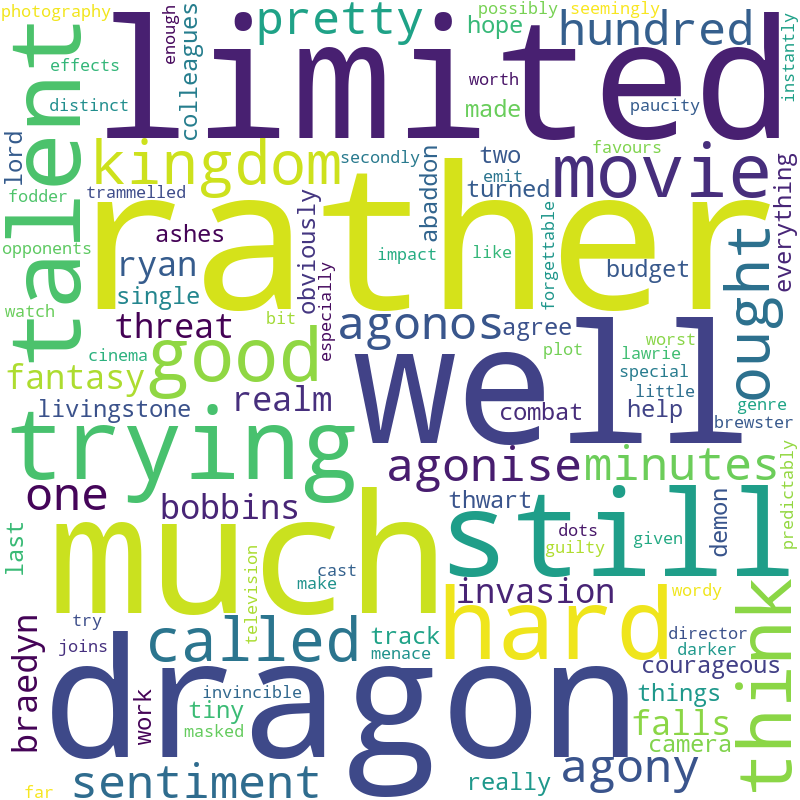 photography
possibly
seemingly
limited
pretty
hundred
hope
enough
colleagues
instantly
talent
effects
worth
distinct
made
paucity
lord
kingdom
secondly
two
favours
movie
abaddon
emit
turned
fodder
trammelled
rather
everything
forgettable
obviously
ashes
opponents
ryan
impact
like
budget
ought
single
especially
watch
threat
bit
agonos
agree
well
worst
good
cinema
plot
lawrie
special
fantasy
realm
little
livingstone
combat
help
genre
brewster
trying
agonise
minutes
predictably
one
bobbins
thwart
still
demon
last
much
dots
guilty
given
television
cast
make
invasion
wordy
think
hard
braedyn
try
called
track
director
joins
menace
darker
courageous
dragon
work
invincible
tiny
things
masked
falls
camera
agony
sentiment
really
far